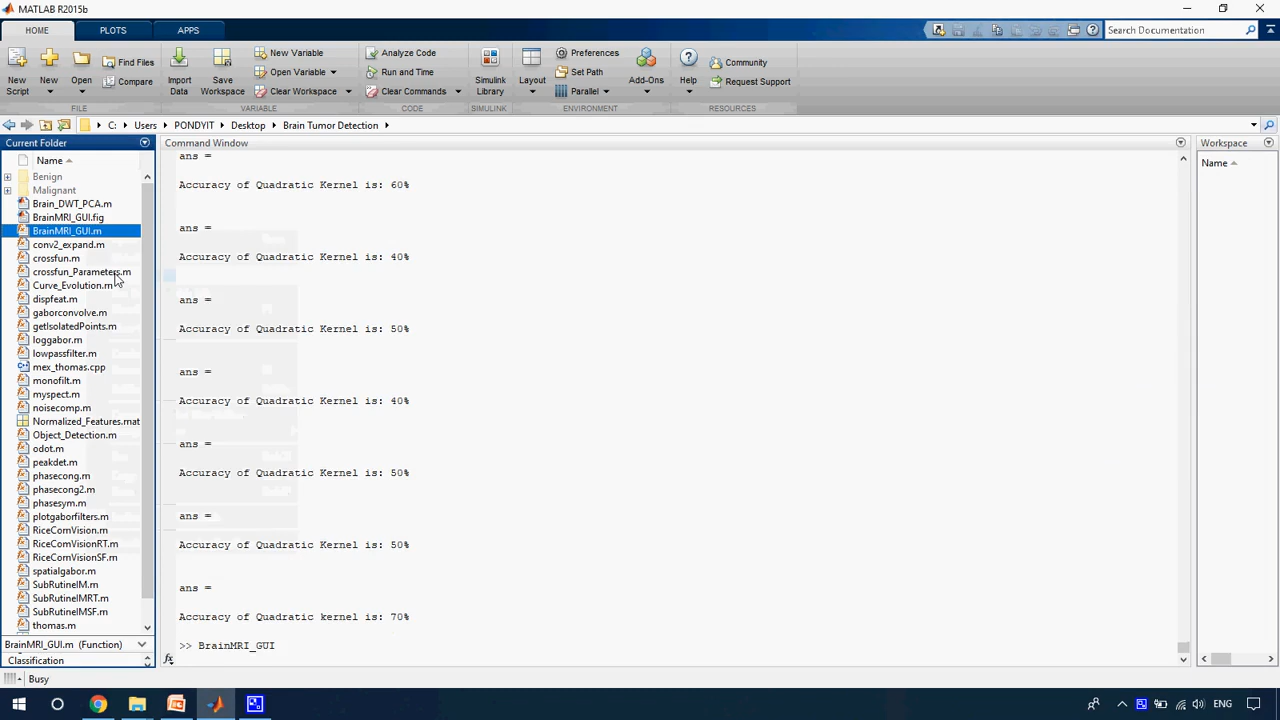 MATLAB R2015b
HOME PLOTS APPS
Search Documentation
New Script
New
Open
Find Files
Compare
Import Data
Save Workspace
New Variable
Open Variable
Clear Workspace
Analyze Code
Run and Time
Clear Commands
Simulink Library
Layout
Preferences
Set Path
Parallel
Add-Ons
Help
Community
Request Support
FILE VARIABLE CODE SIMULINK ENVIRONMENT RESOURCES
C: Users PONDYIT Desktop Brain Tumor Detection
Current Folder
Name
Benign
Malignant
Brain_DWT_PCA.m
BrainMRI_GUI.fig
BrainMRI_GUI.m
conv2_expand.m
crossfun.m
crossfun_Parameters.m
Curve_Evolution.m
dispfeat.m
gaborconvolve.m
getIsolatedPoints.m
loggabor.m
lowpassfilter.m
mex_thomas.cpp
monofilt.m
myspect.m
noisecomp.m
Normalized_Features.mat
Object_Detection.m
odot.m
peakdet.m
phasecong.m
phasecong2.m
phasesym.m
plotgaborfilters.m
RiceComVision.m
RiceComVisionRT.m
RiceComVisionSF.m
spatialgabor.m
SubRutineIM.m
SubRutineIMRT.m
SubRutineIMSF.m
thomas.m
BrainMRI_GUI.m (Function)
Classification
Command Window
ans =
Accuracy of Quadratic Kernel is: 60%
ans =
Accuracy of Quadratic Kernel is: 40%
ans =
Accuracy of Quadratic Kernel is: 50%
ans =
Accuracy of Quadratic Kernel is: 40%
ans =
Accuracy of Quadratic Kernel is: 50%
ans =
Accuracy of Quadratic Kernel is: 50%
ans =
Accuracy of Quadratic kernel is: 70%
>> BrainMRI_GUI
fx
Workspace
Name
Busy
ENG